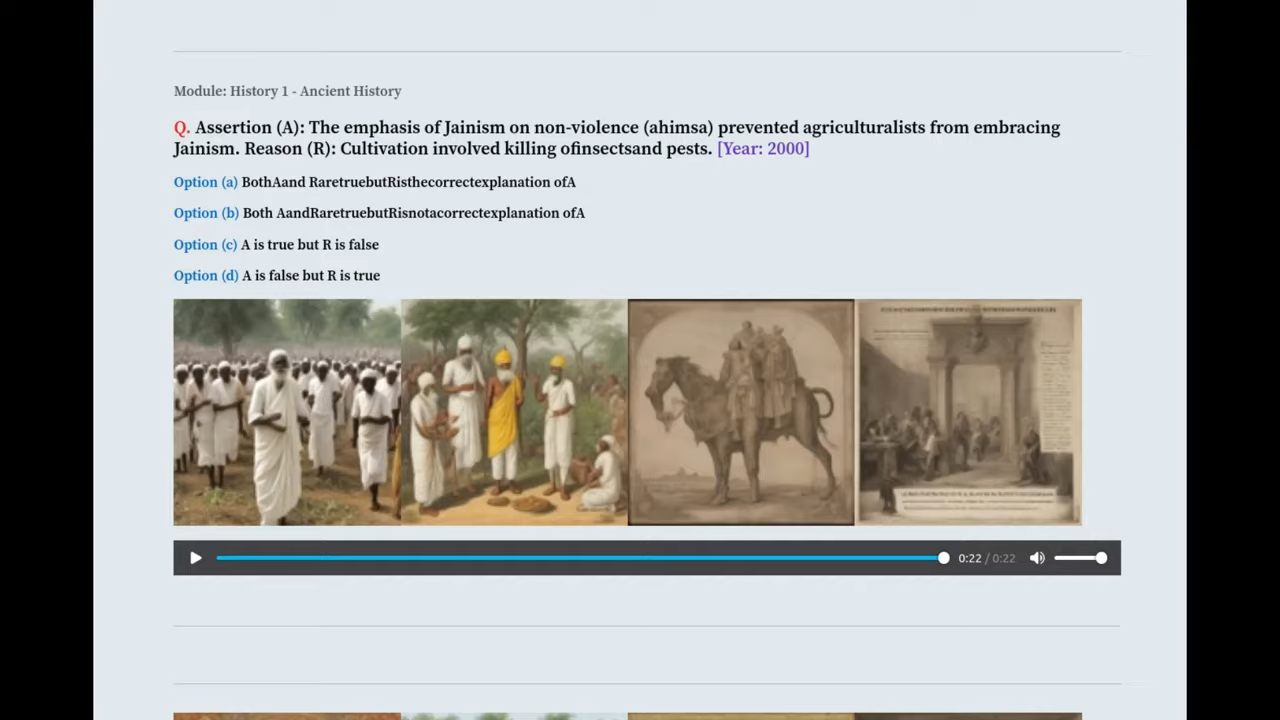 Module: History 1 - Ancient History
Q. Assertion (A): The emphasis of Jainism on non-violence (ahimsa) prevented agriculturalists from embracing
Jainism. Reason (R): Cultivation involved killing ofinsectsand pests. [Year: 2000]
Option (a) BothAand RaretruebutRisthecorrectexplanation ofA
Option (b) Both AandRaretruebutRisnotacorrectexplanation ofA
Option (c) A is true but R is false
Option (d) A is false but R is true
0:22 / 0:22